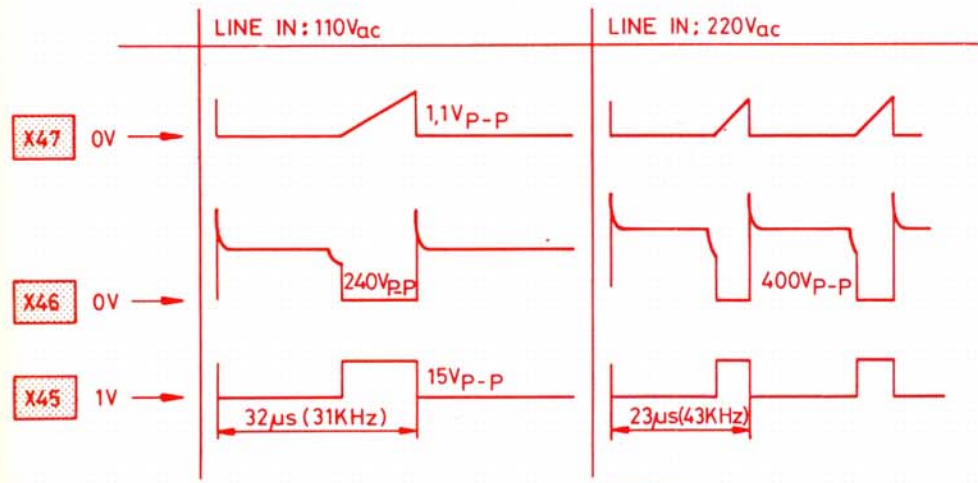 LINE IN: 110Vac
LINE IN: 220Vac
X47 0V
1,1Vp-p
X46 0V
240Vp-p
400Vp-p
X45 1V
15Vp-p
32µs (31KHz)
23µs(43KHz)